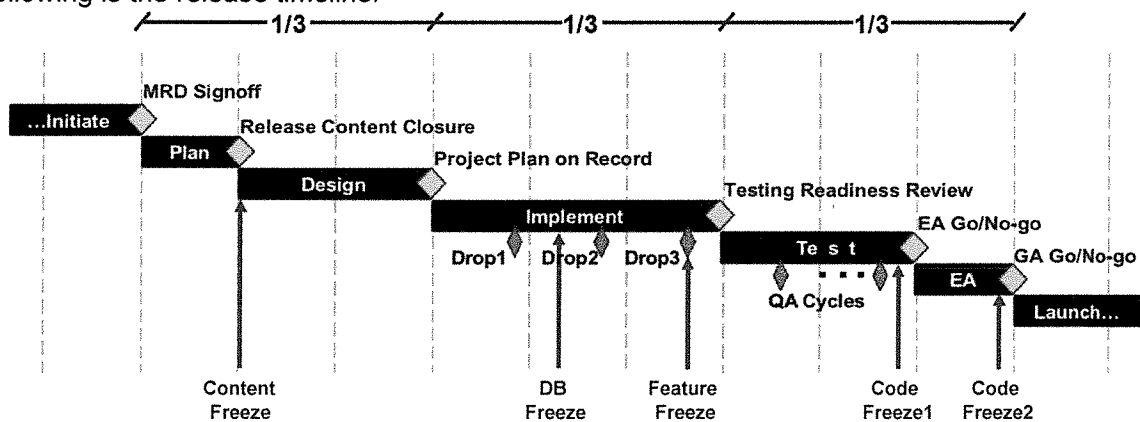 ollowing is the release timeline.
1/3 1/3 1/3
MRD Signoff
...Initiate
Release Content Closure
Plan
Project Plan on Record
Design
Testing Readiness Review
Implement
EA Go/No-go
Te s t
Drop1 Drop2 Drop3
GA Go/No-go
EA
QA Cycles
Launch...
Content
Freeze
DB
Freeze
Feature
Freeze
Code
Freeze1
Code
Freeze2